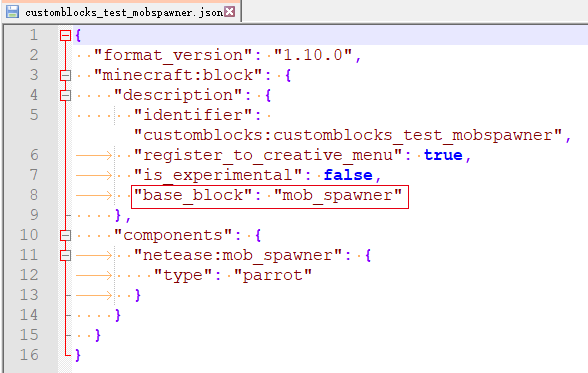 customblocks_test_mobspawner.json
1 {
2 "format_version": "1.10.0",
3 "minecraft:block": {
4 "description": {
5 "identifier":
"customblocks:customblocks_test_mobspawner",
6 "register_to_creative_menu": true,
7 "is_experimental": false,
8 "base_block": "mob_spawner"
9 },
10 "components": {
11 "netease:mob_spawner": {
12 "type": "parrot"
13 }
14 }
15 }
16 }